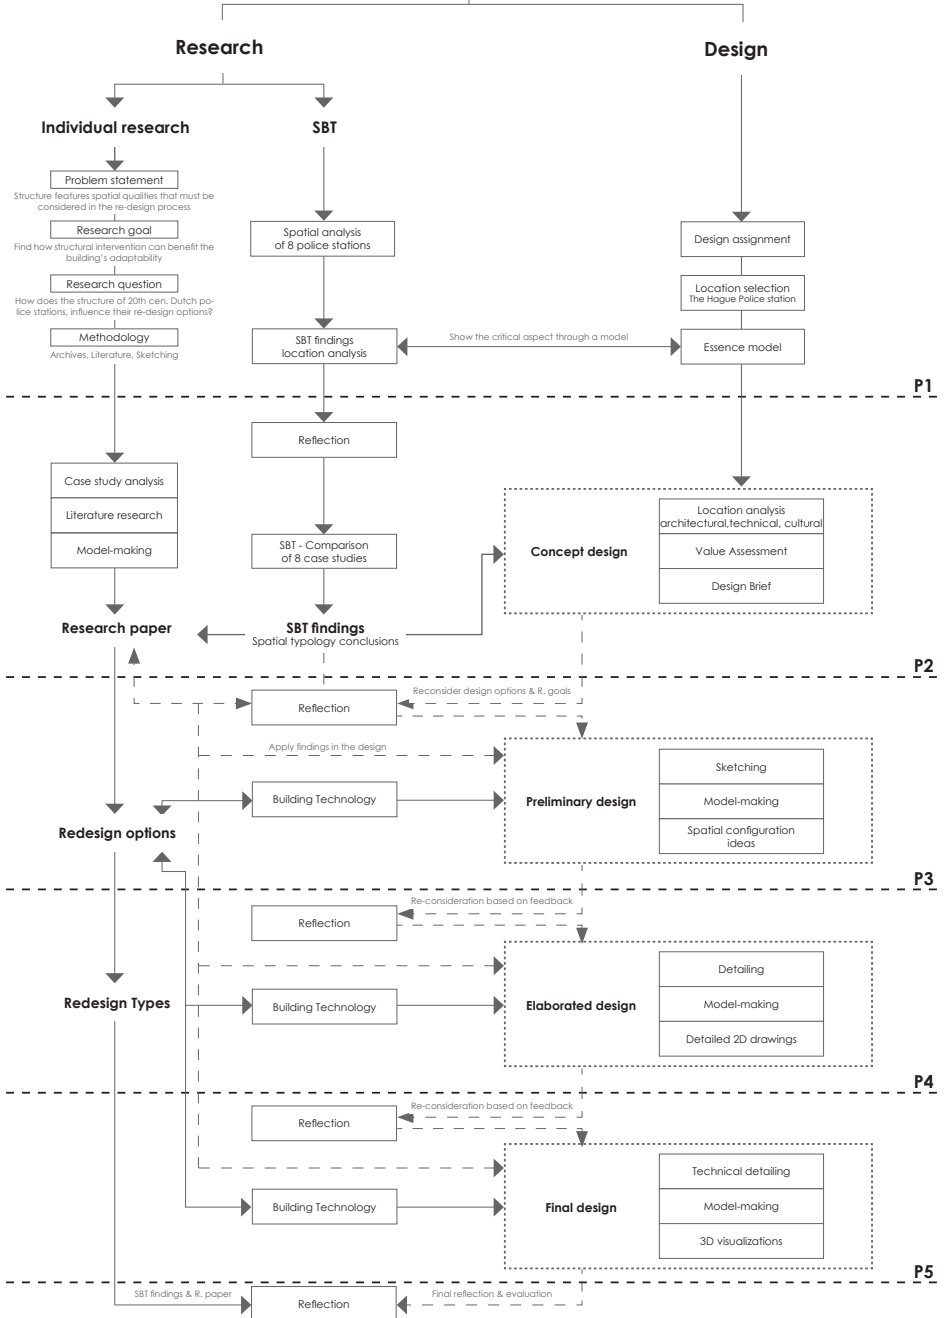 Research
Design
Individual research
SBT
Problem statement
Structure features spatial qualities that must be
considered in the re-design process
Research goal
Find how structural intervention can benefit the
building's adaptability
Research question
How does the structure of 20th cen. Dutch po-
lice stations, influence their re-design options?
Methodology
Archives, Literature, Sketching
Spatial analysis
of 8 police stations
SBT findings
location analysis
Show the critical aspect through a model
Design assignment
Location selection
The Hague Police station
Essence model
P1
Case study analysis
Literature research
Model-making
Research paper
Reflection
SBT - Comparison
of 8 case studies
SBT findings
Spatial typology conclusions
Concept design
Location analysis
architectural,technical, cultural
Value Assessment
Design Brief
P2
Reflection
Reconsider design options & R. goals
Apply findings in the design
Building Technology
Redesign options
Preliminary design
Sketching
Model-making
Spatial configuration
ideas
P3
Reflection
Re-consideration based on feedback
Building Technology
Redesign Types
Elaborated design
Detailing
Model-making
Detailed 2D drawings
P4
Reflection
Re-consideration based on feedback
Building Technology
Final design
Technical detailing
Model-making
3D visualizations
P5
SBT findings & R. paper
Reflection
Final reflection & evaluation